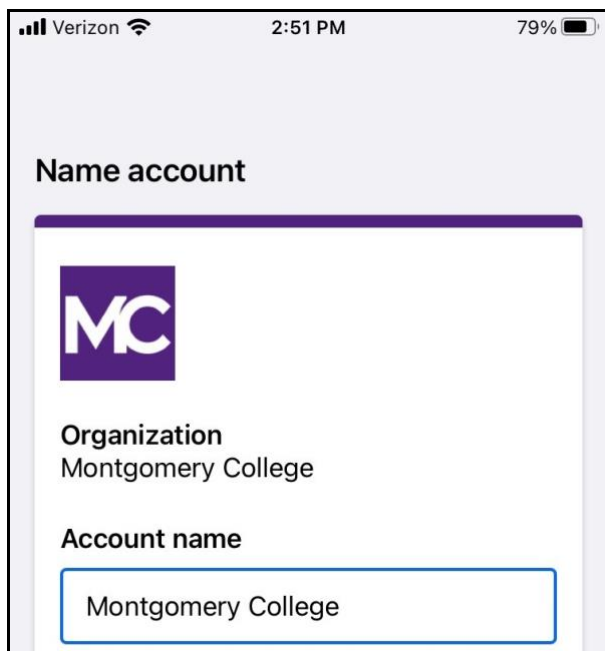 Verizon 2:51 PM 79%
Name account
MC
Organization
Montgomery College
Account name
Montgomery College